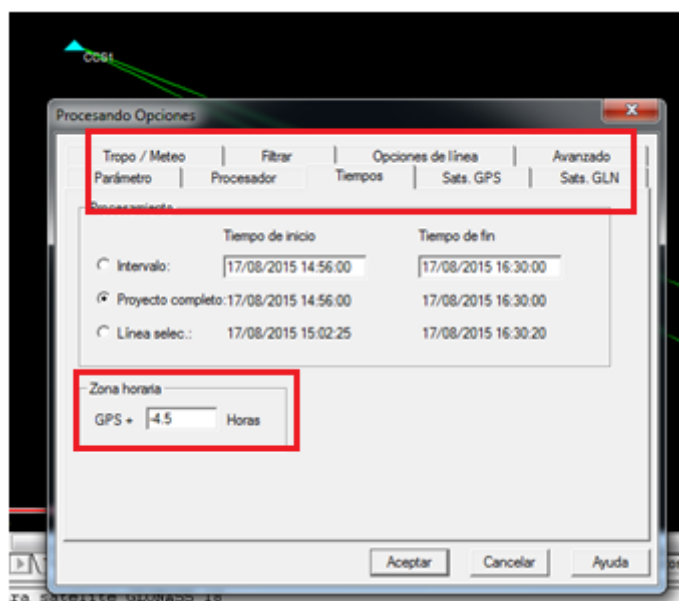 CCS1
Procesando Opciones
Tropo / Meteo Filtrar Opciones de línea Avanzado
Parámetro Procesador Tiempos Sats. GPS Sats. GLN
Procesamiento
Tiempo de inicio Tiempo de fin
Intervalo: 17/08/2015 14:56:00 17/08/2015 16:30:00
Proyecto completo: 17/08/2015 14:56:00 17/08/2015 16:30:00
Línea selec.: 17/08/2015 15:02:25 17/08/2015 16:30:20
Zona horaria
GPS + -4.5 Horas
Aceptar Cancelar Ayuda